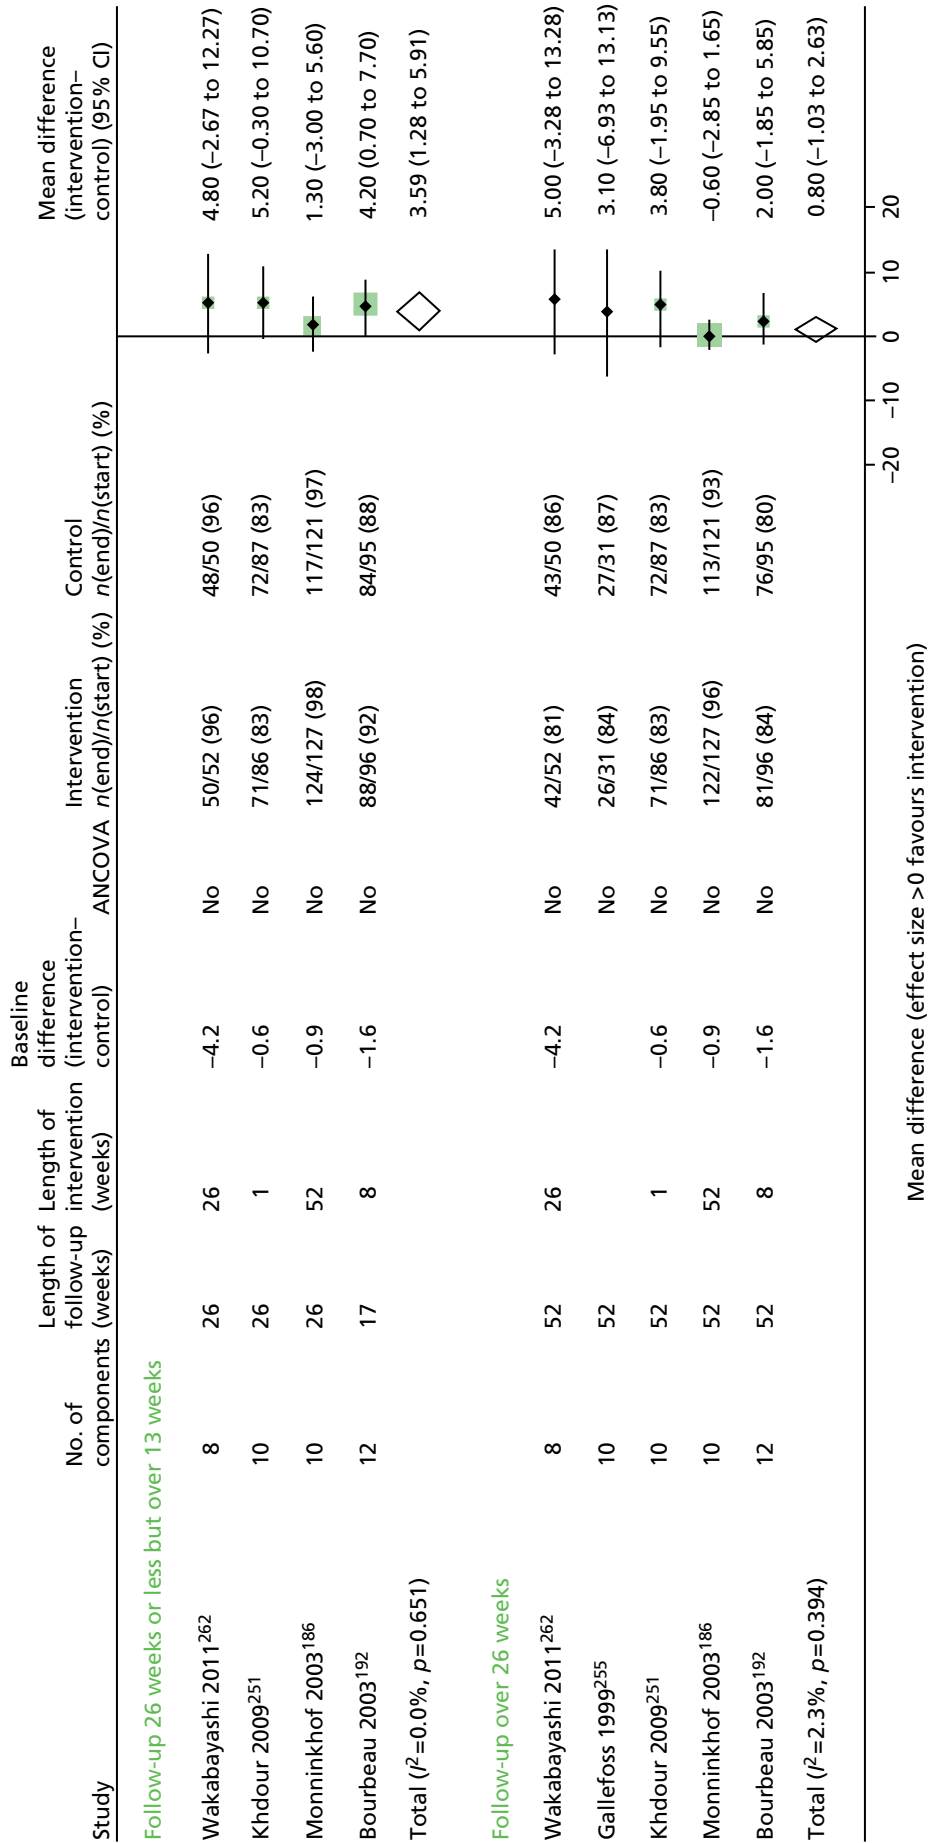 Study No. of components Length of follow-up (weeks) Length of intervention (weeks) Baseline difference (intervention–control) ANCOVA Intervention n(end)/n(start) (%) Control n(end)/n(start) (%) Mean difference (intervention–control) (95% CI)
Follow-up 26 weeks or less but over 13 weeks
Wakabayashi 2011262 8 26 26 –4.2 No 50/52 (96) 48/50 (96) 4.80 (–2.67 to 12.27)
Khdour 2009251 10 26 1 –0.6 No 71/86 (83) 72/87 (83) 5.20 (–0.30 to 10.70)
Monninkhof 2003186 10 26 52 –0.9 No 124/127 (98) 117/121 (97) 1.30 (–3.00 to 5.60)
Bourbeau 2003192 12 17 8 –1.6 No 88/96 (92) 84/95 (88) 4.20 (0.70 to 7.70)
Total (I2=0.0%, p=0.651) 3.59 (1.28 to 5.91)
Follow-up over 26 weeks
Wakabayashi 2011262 8 52 26 –4.2 No 42/52 (81) 43/50 (86) 5.00 (–3.28 to 13.28)
Gallefoss 1999255 10 52 No 26/31 (84) 27/31 (87) 3.10 (–6.93 to 13.13)
Khdour 2009251 10 52 1 –0.6 No 71/86 (83) 72/87 (83) 3.80 (–1.95 to 9.55)
Monninkhof 2003186 10 52 52 –0.9 No 122/127 (96) 113/121 (93) –0.60 (–2.85 to 1.65)
Bourbeau 2003192 12 52 8 –1.6 No 81/96 (84) 76/95 (80) 2.00 (–1.85 to 5.85)
Total (I2=2.3%, p=0.394) 0.80 (–1.03 to 2.63)
–20 –10 0 10 20
Mean difference (effect size >0 favours intervention)